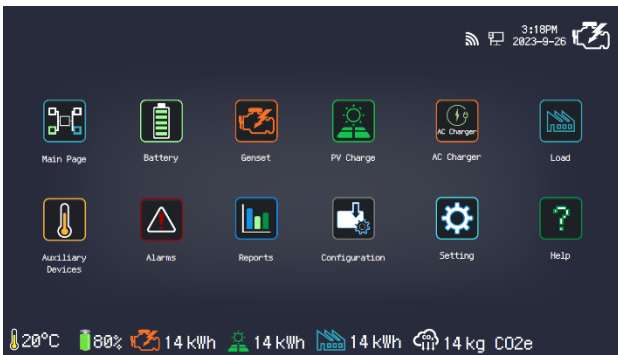 3:18PM
2023-9-26
AC Charger
Main Page
Battery
Genset
PV Charge
AC Charger
Load
Auxiliary
Devices
Alarms
Reports
Configuration
Setting
?
Help
20°C 80% 14 kWh 14 kWh 14 kWh CO2 14 kg CO2e